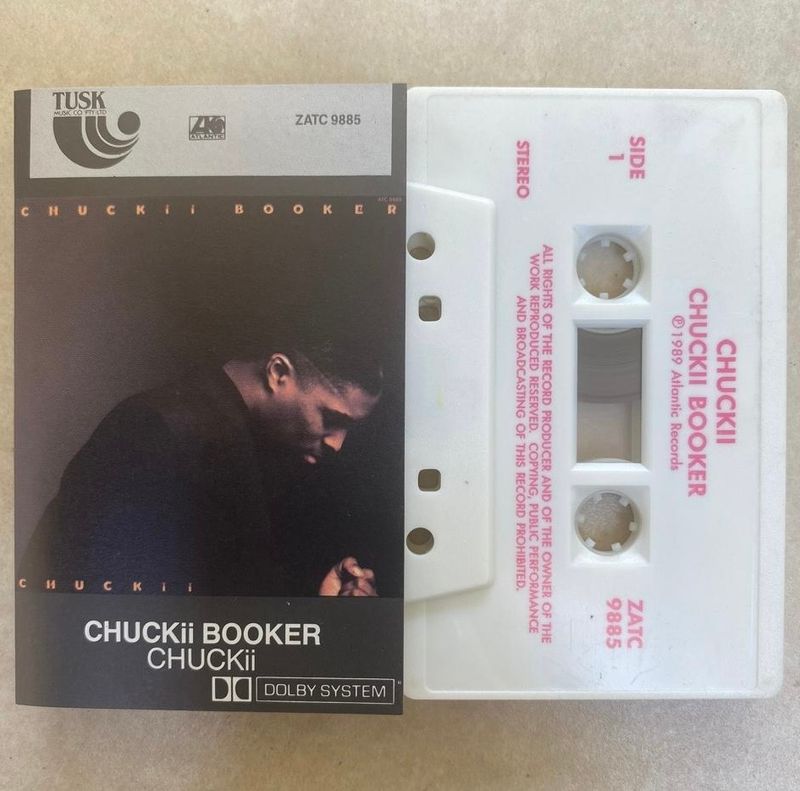 TUSK
MUSIC CO (PTY) LTD
ATLANTIC
ZATC 9885
ATC 9885
CHUCKii BOOKER
CHUCKii
CHUCKii BOOKER
CHUCKii
DOLBY SYSTEM
SIDE
1
STEREO
CHUCKII
CHUCKII BOOKER
℗ 1989 Atlantic Records
ALL RIGHTS OF THE RECORD PRODUCER AND OF THE OWNER OF THE
WORK REPRODUCED RESERVED. COPYING, PUBLIC PERFORMANCE
AND BROADCASTING OF THIS RECORD PROHIBITED.
ZATC
9885